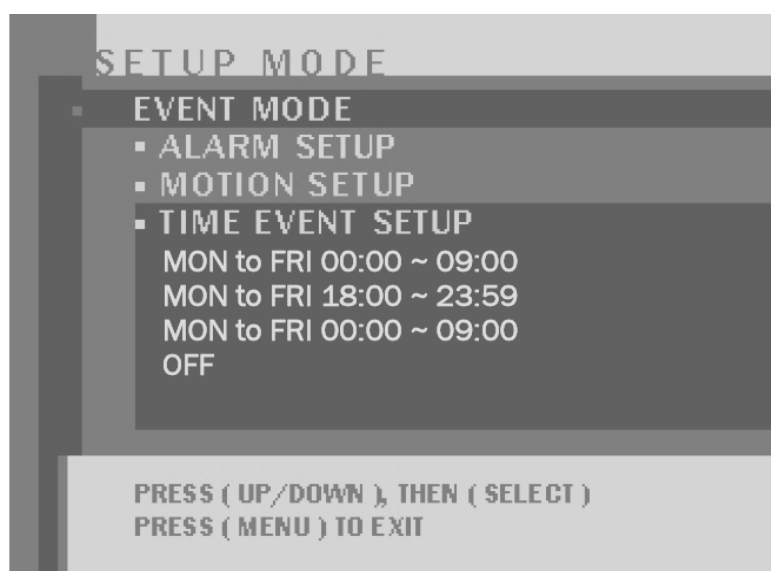 SETUP MODE
EVENT MODE
ALARM SETUP
MOTION SETUP
TIME EVENT SETUP
MON to FRI 00:00 ~ 09:00
MON to FRI 18:00 ~ 23:59
MON to FRI 00:00 ~ 09:00
OFF
PRESS ( UP/DOWN ), THEN ( SELECT )
PRESS ( MENU ) TO EXIT